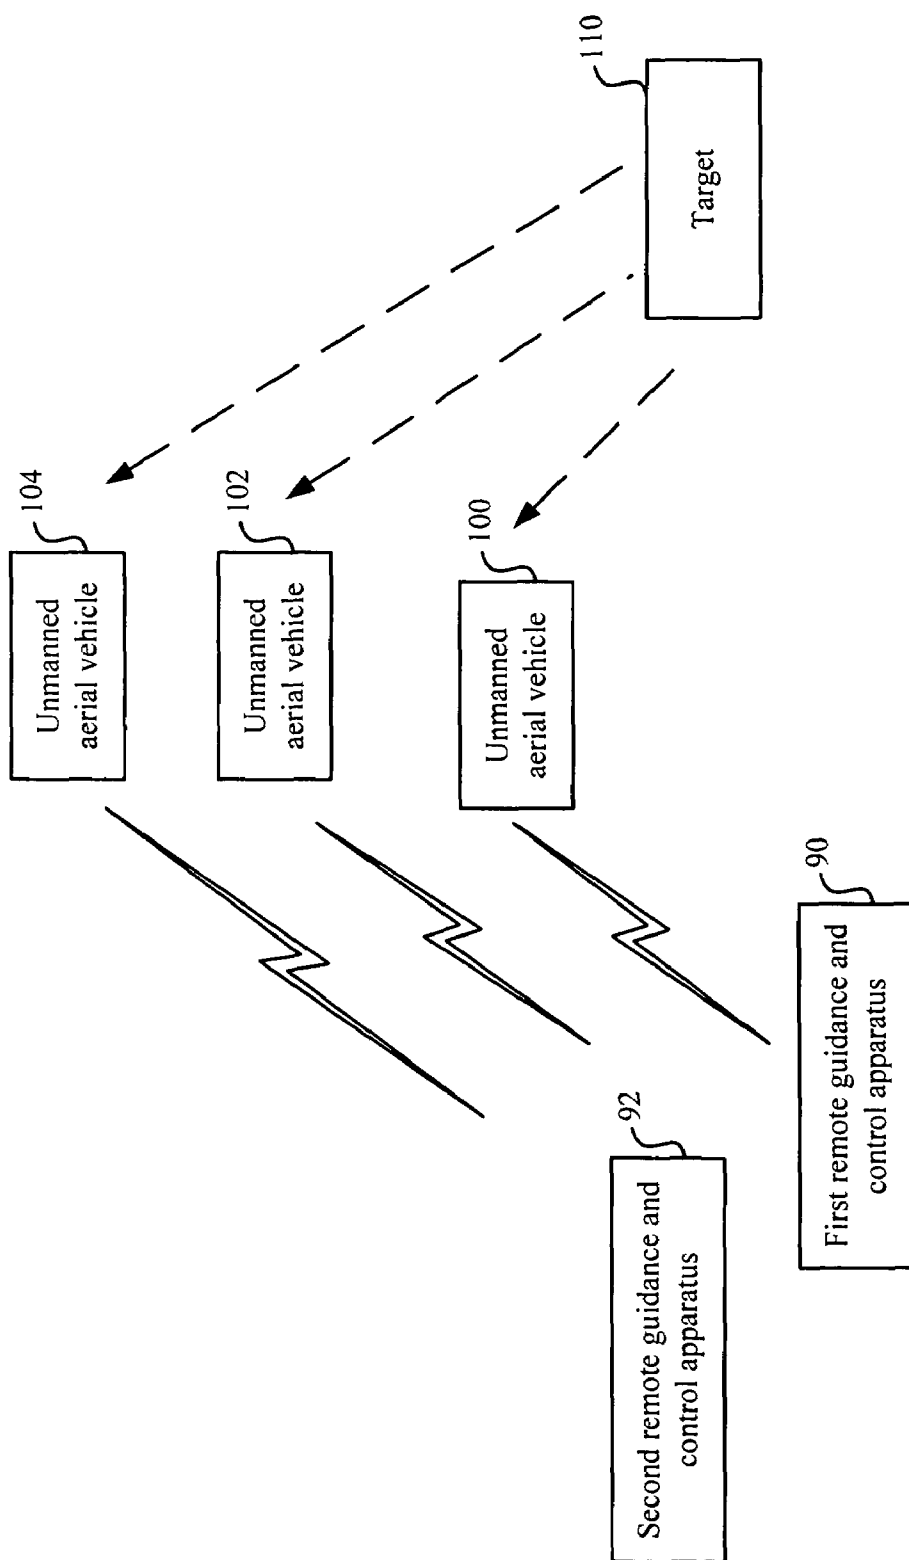 104
Unmanned
aerial vehicle
102
Unmanned
aerial vehicle
100
Unmanned
aerial vehicle
110
Target
92
Second remote guidance and
control apparatus
90
First remote guidance and
control apparatus